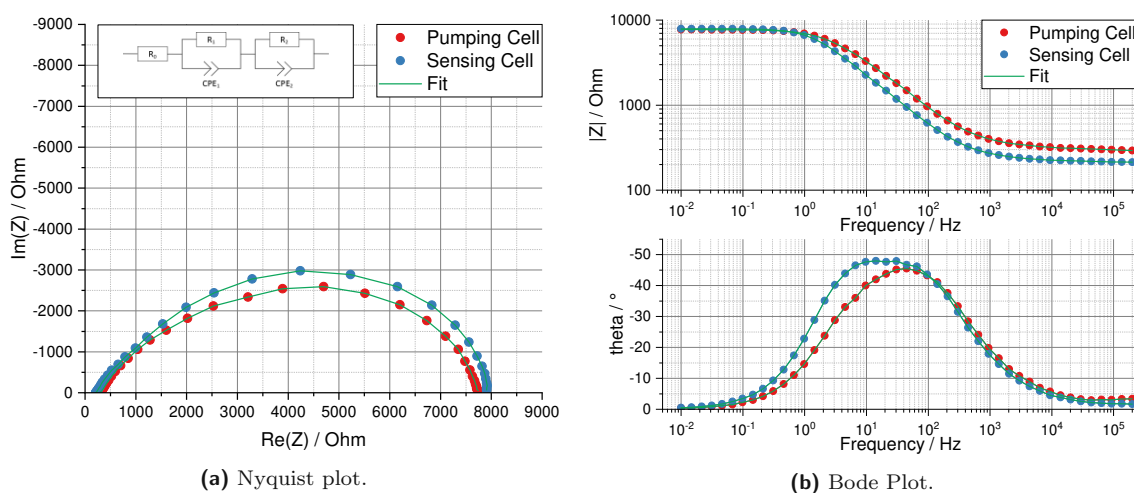 -9000
-8000
-7000
-6000
-5000
-4000
-3000
-2000
-1000
0
Im(Z) / Ohm
R0
R1
CPE1
R2
CPE2
Pumping Cell
Sensing Cell
Fit
0 1000 2000 3000 4000 5000 6000 7000 8000 9000
Re(Z) / Ohm
(a) Nyquist plot.
10000
1000
100
|Z| / Ohm
Pumping Cell
Sensing Cell
Fit
10-2 10-1 100 101 102 103 104 105
Frequency / Hz
-50
-40
-30
-20
-10
0
theta / °
10-2 10-1 100 101 102 103 104 105
Frequency / Hz
(b) Bode Plot.